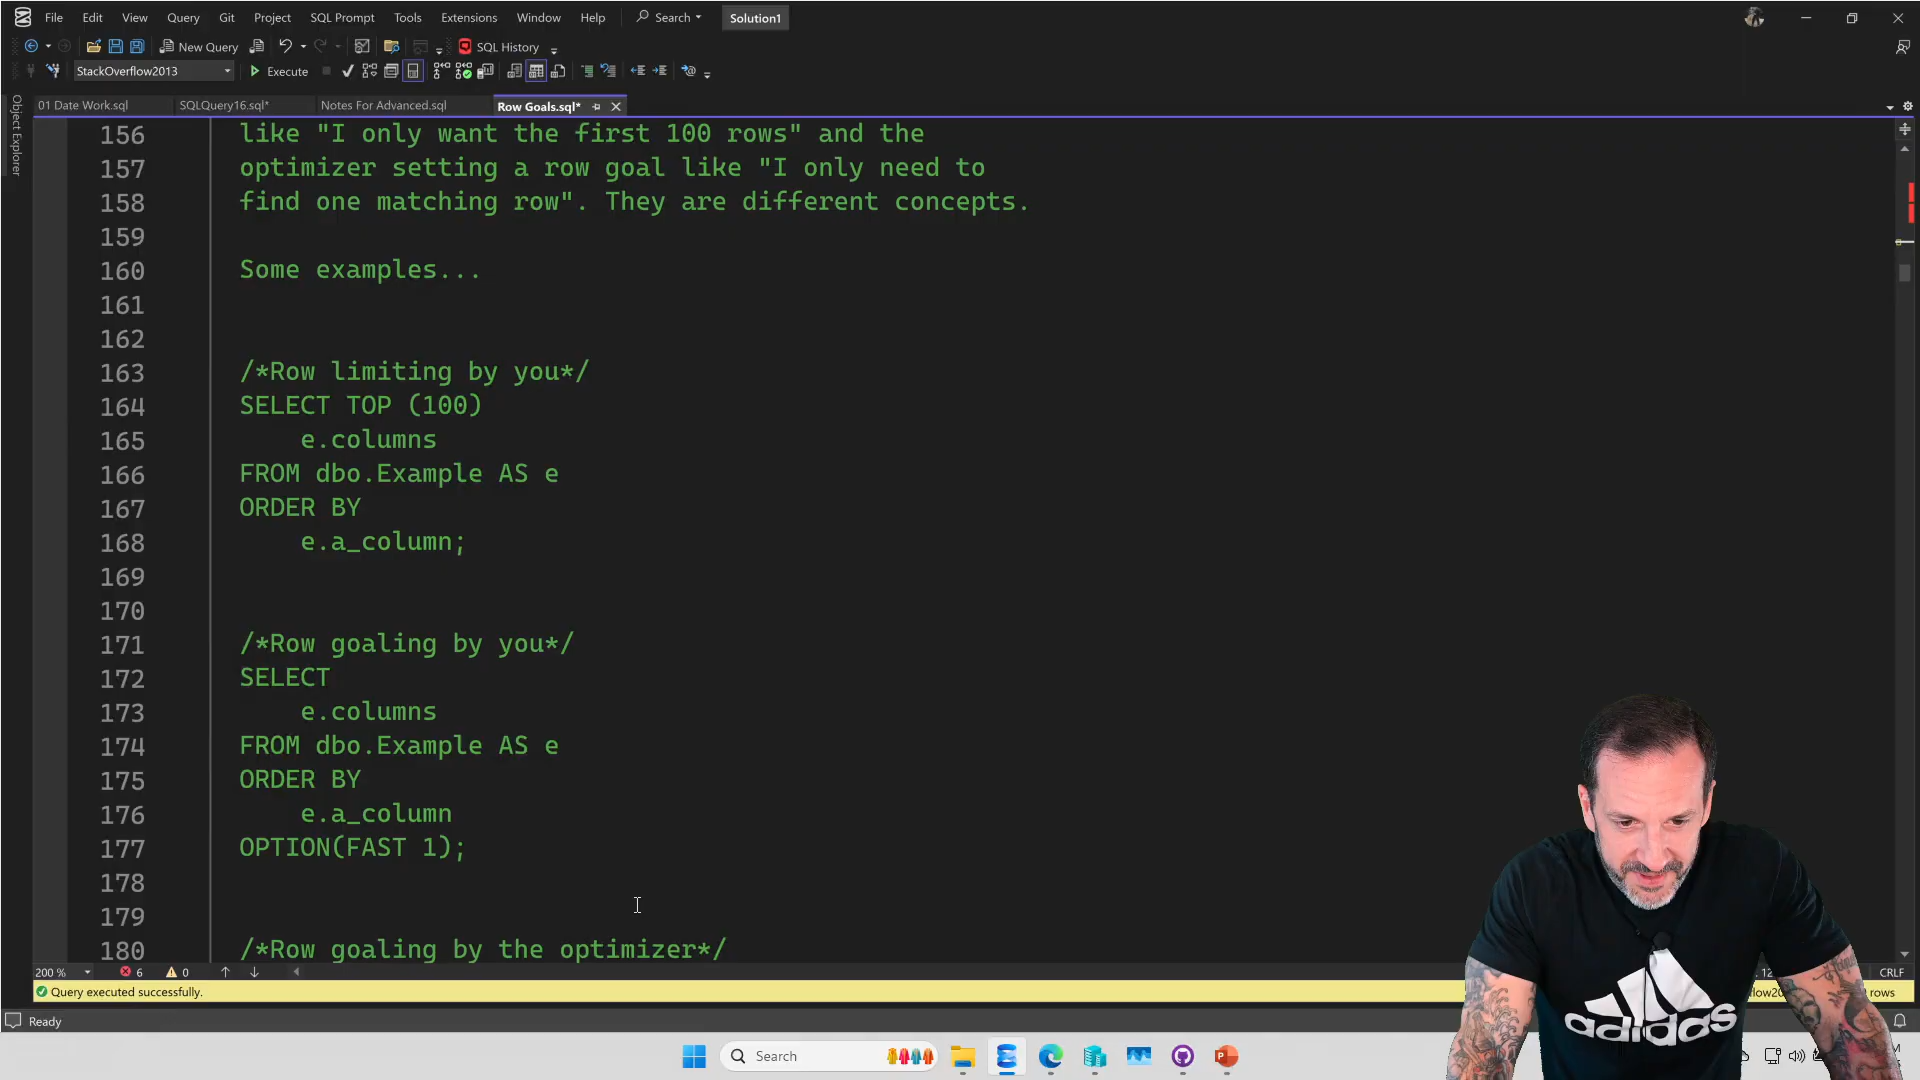 File Edit View Query Git Project SQL Prompt Tools Extensions Window Help Search Solution1
New Query SQL History
StackOverflow2013 Execute
01 Date Work.sql SQLQuery16.sql* Notes For Advanced.sql Row Goals.sql*
Object Explorer
156 like "I only want the first 100 rows" and the
157 optimizer setting a row goal like "I only need to
158 find one matching row". They are different concepts.
159
160 Some examples...
161
162
163 /*Row limiting by you*/
164 SELECT TOP (100)
165 e.columns
166 FROM dbo.Example AS e
167 ORDER BY
168 e.a_column;
169
170
171 /*Row goaling by you*/
172 SELECT
173 e.columns
174 FROM dbo.Example AS e
175 ORDER BY
176 e.a_column
177 OPTION(FAST 1);
178
179
180 /*Row goaling by the optimizer*/
200 % 6 0 CRLF
Query executed successfully. rows
Ready
adidas
Search